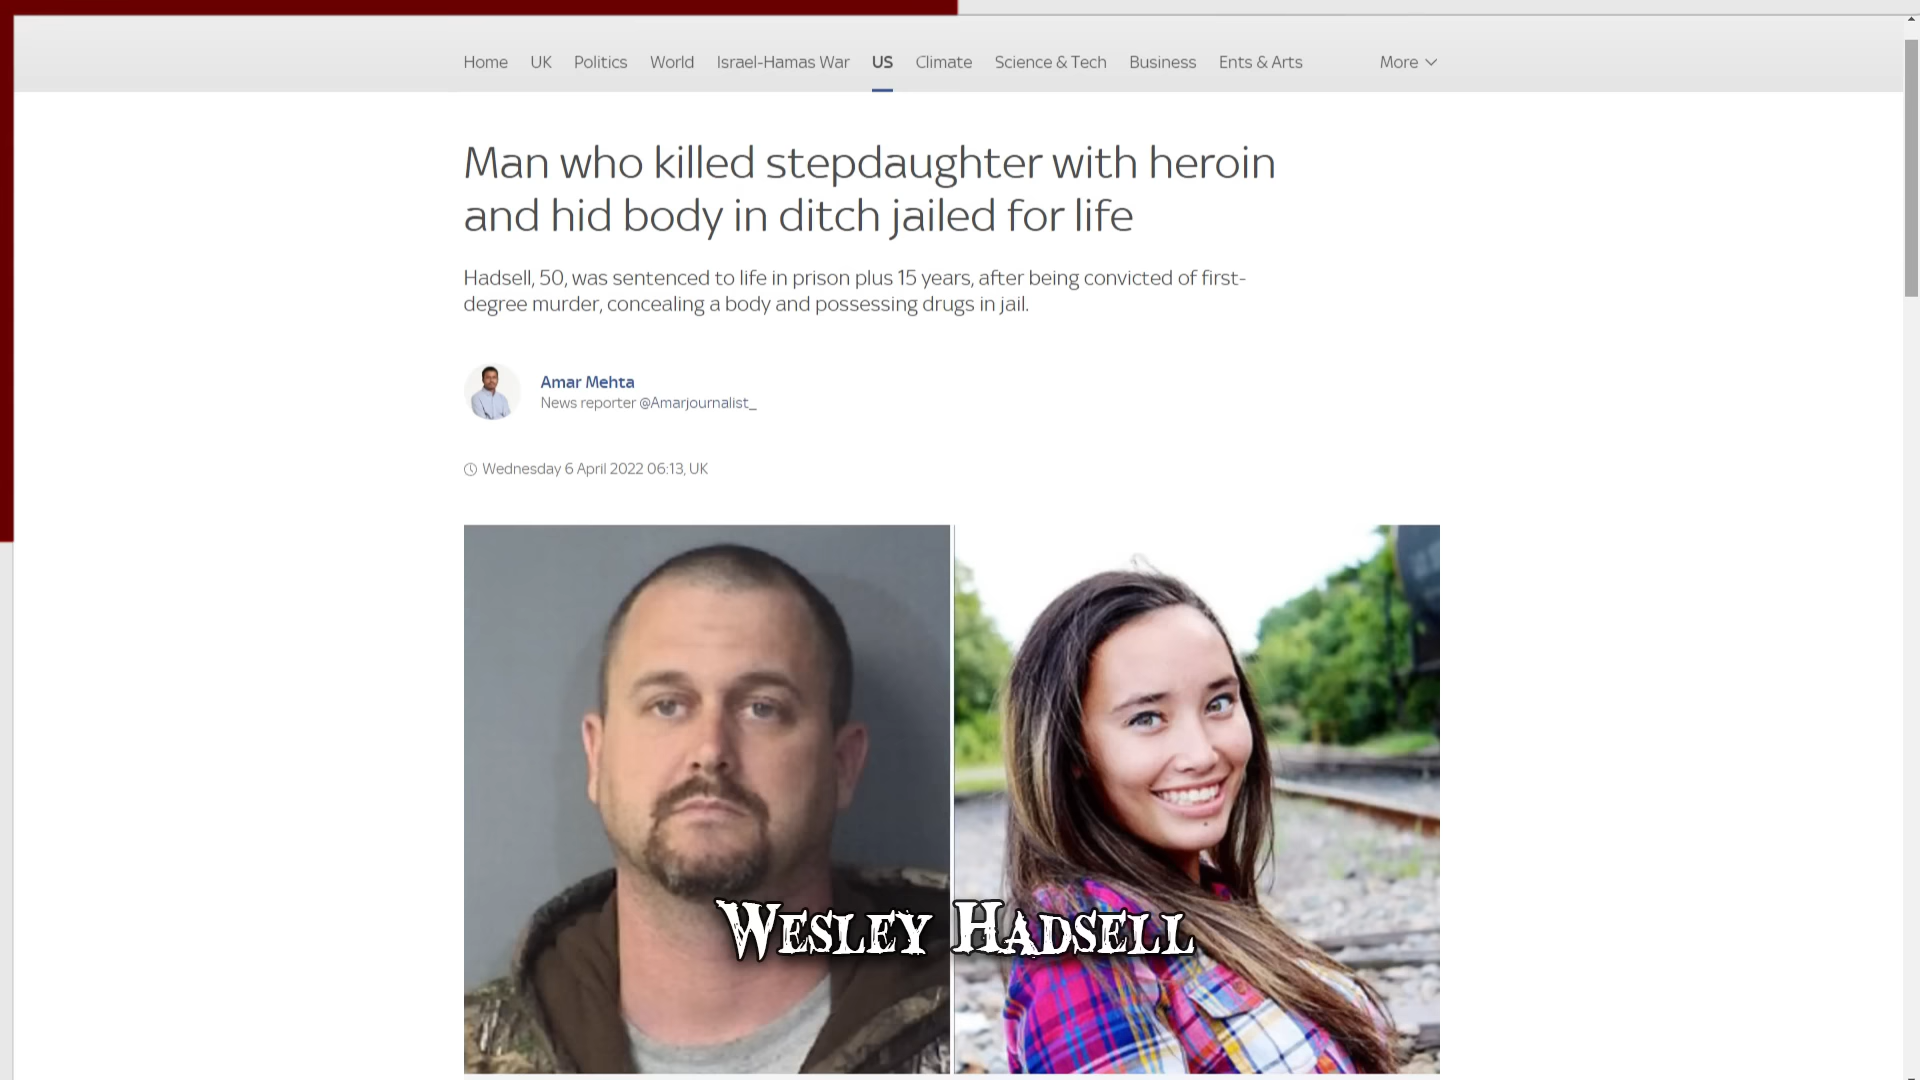 Home UK Politics World Israel-Hamas War US Climate Science & Tech Business Ents & Arts More
Man who killed stepdaughter with heroin
and hid body in ditch jailed for life
Hadsell, 50, was sentenced to life in prison plus 15 years, after being convicted of first-
degree murder, concealing a body and possessing drugs in jail.
Amar Mehta
News reporter @Amarjournalist_
Wednesday 6 April 2022 06:13, UK
Wesley Hadsell